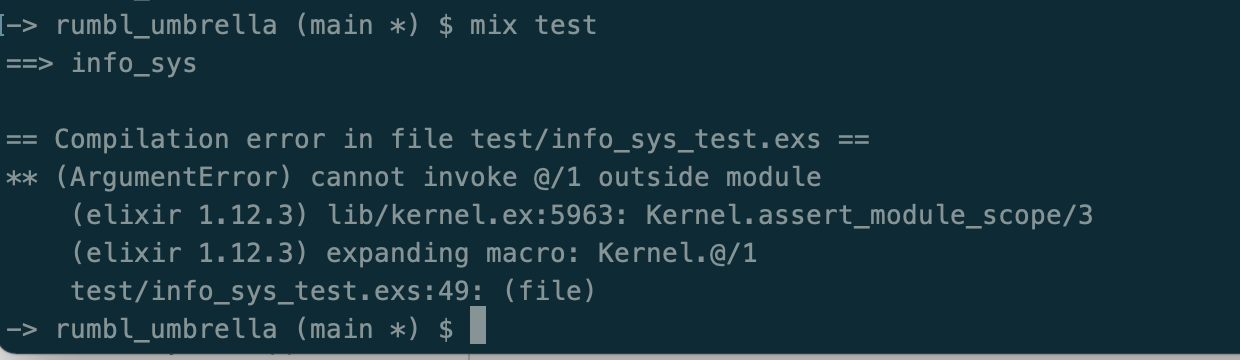 -> rumbl_umbrella (main *) $ mix test
==> info_sys
== Compilation error in file test/info_sys_test.exs ==
** (ArgumentError) cannot invoke @/1 outside module
(elixir 1.12.3) lib/kernel.ex:5963: Kernel.assert_module_scope/3
(elixir 1.12.3) expanding macro: Kernel.@/1
test/info_sys_test.exs:49: (file)
-> rumbl_umbrella (main *) $